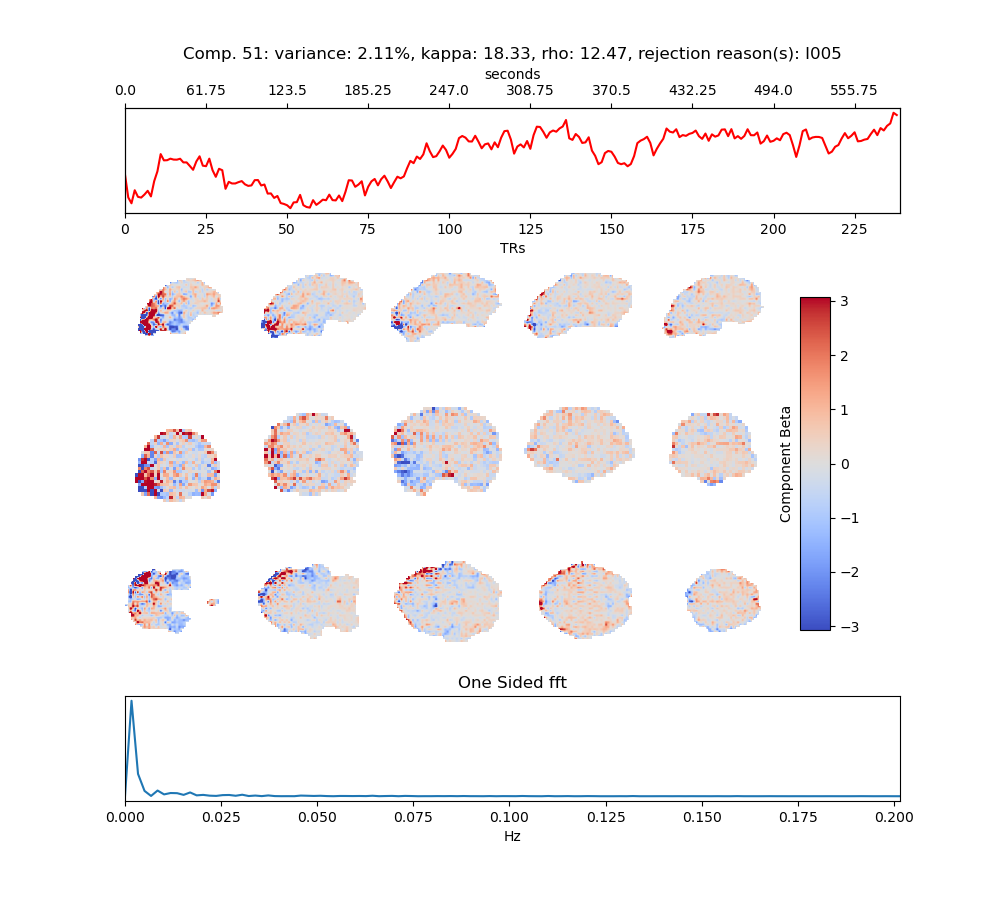 Comp. 51: variance: 2.11%, kappa: 18.33, rho: 12.47, rejection reason(s): I005
seconds
0.0 61.75 123.5 185.25 247.0 308.75 370.5 432.25 494.0 555.75
0 25 50 75 100 125 150 175 200 225
TRs
3
2
1
0
−1
−2
−3
Component Beta
One Sided fft
0.000 0.025 0.050 0.075 0.100 0.125 0.150 0.175 0.200
Hz